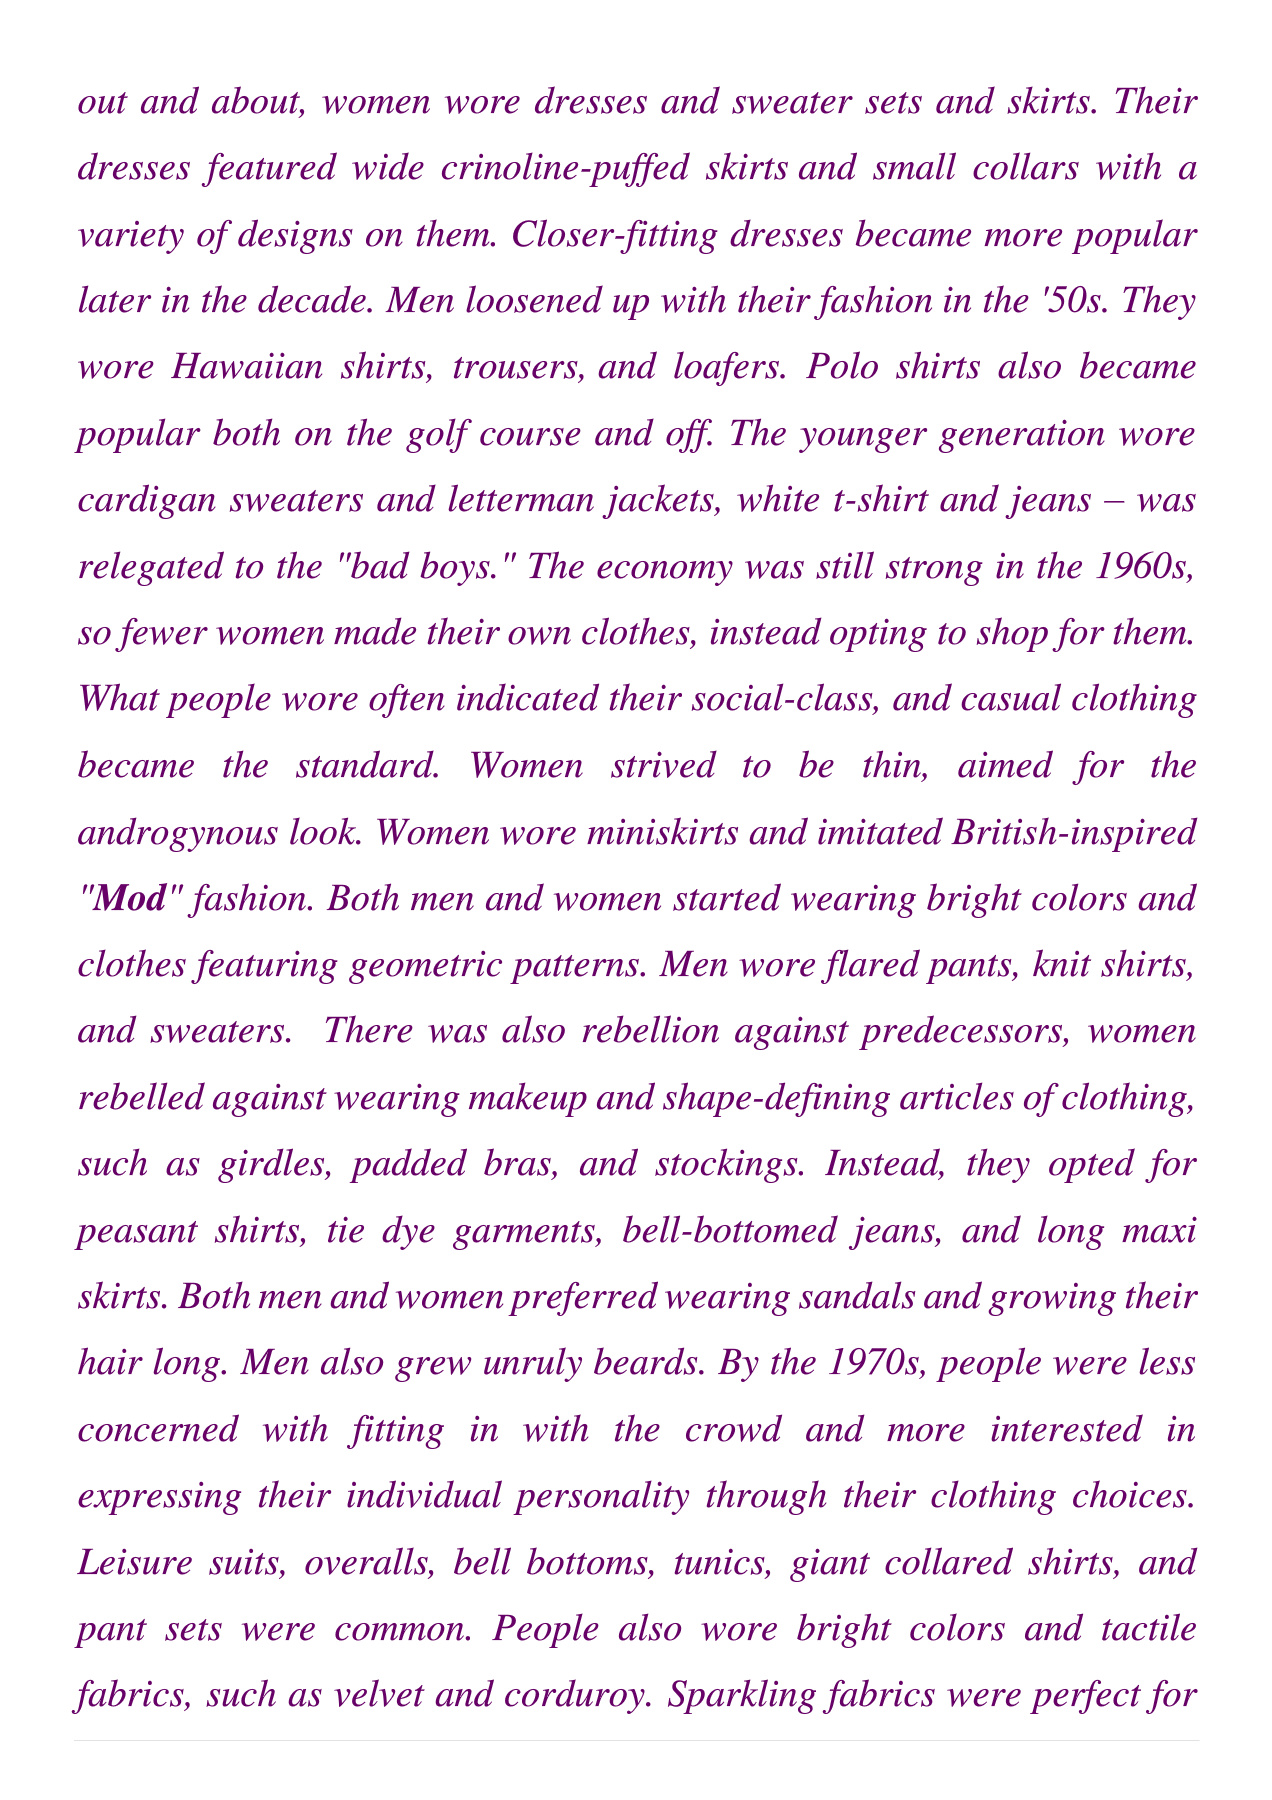 out and about, women wore dresses and sweater sets and skirts. Their
dresses featured wide crinoline-puffed skirts and small collars with a
variety of designs on them. Closer-fitting dresses became more popular
later in the decade. Men loosened up with their fashion in the '50s. They
wore Hawaiian shirts, trousers, and loafers. Polo shirts also became
popular both on the golf course and off. The younger generation wore
cardigan sweaters and letterman jackets, white t-shirt and jeans – was
relegated to the "bad boys." The economy was still strong in the 1960s,
so fewer women made their own clothes, instead opting to shop for them.
What people wore often indicated their social-class, and casual clothing
became the standard. Women strived to be thin, aimed for the
androgynous look. Women wore miniskirts and imitated British-inspired
"Mod" fashion. Both men and women started wearing bright colors and
clothes featuring geometric patterns. Men wore flared pants, knit shirts,
and sweaters. There was also rebellion against predecessors, women
rebelled against wearing makeup and shape-defining articles of clothing,
such as girdles, padded bras, and stockings. Instead, they opted for
peasant shirts, tie dye garments, bell-bottomed jeans, and long maxi
skirts. Both men and women preferred wearing sandals and growing their
hair long. Men also grew unruly beards. By the 1970s, people were less
concerned with fitting in with the crowd and more interested in
expressing their individual personality through their clothing choices.
Leisure suits, overalls, bell bottoms, tunics, giant collared shirts, and
pant sets were common. People also wore bright colors and tactile
fabrics, such as velvet and corduroy. Sparkling fabrics were perfect for